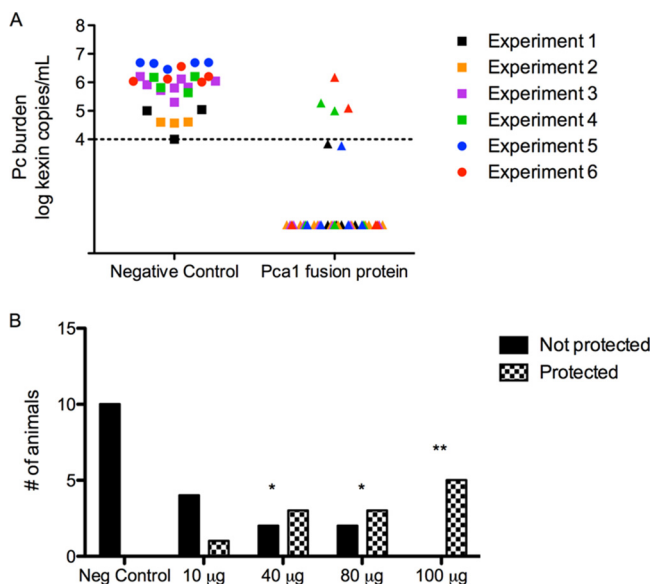 A
8
7
6
5
4
Pc burden
log kexin copies/mL
Negative Control
Pca1 fusion protein
Experiment 1
Experiment 2
Experiment 3
Experiment 4
Experiment 5
Experiment 6
B
15
10
5
0
# of animals
*
*
**
Neg Control
10 µg
40 µg
80 µg
100 µg
Not protected
Protected